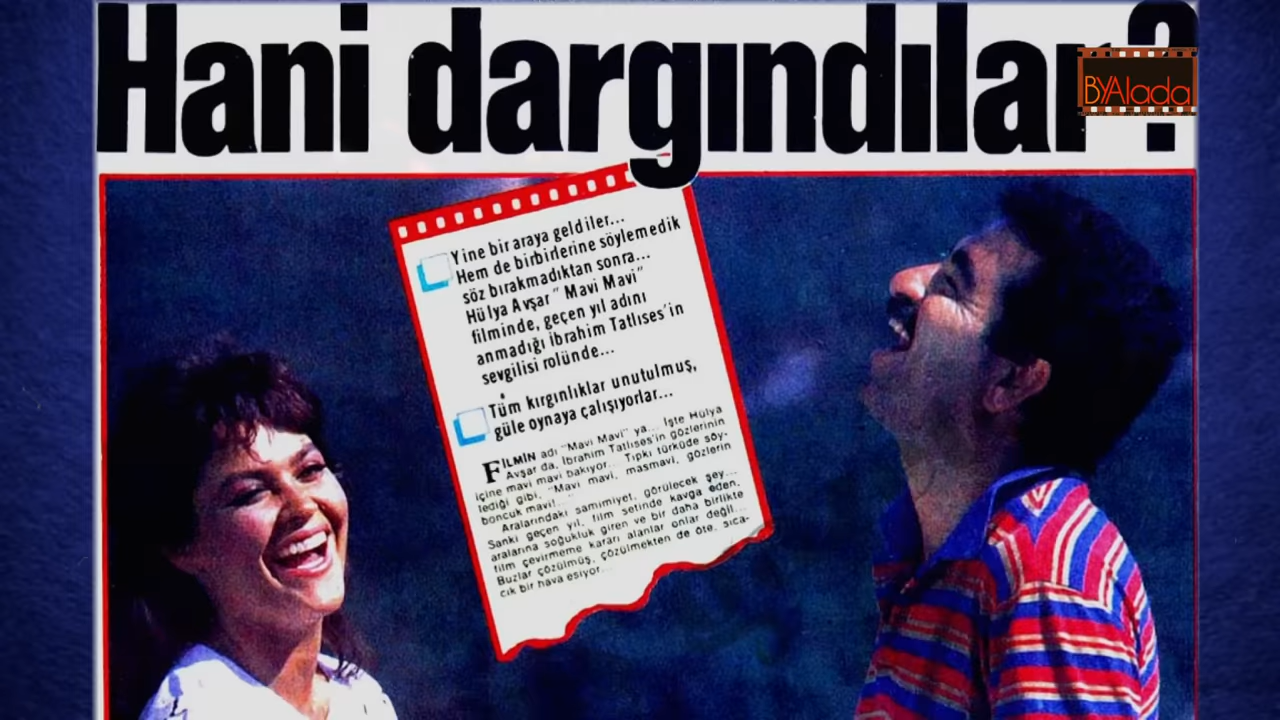 Hani dargındılar?
BYAlada
Yine bir araya geldiler...
Hem de birbirlerine söylemedik
söz bırakmadıktan sonra...
Hülya Avşar " Mavi Mavi"
filminde, geçen yıl adını
anmadığı İbrahim Tatlıses'in
sevgilisi rolünde...
Tüm kırgınlıklar unutulmuş,
güle oynaya çalışıyorlar...
FİLMİN adı "Mavi Mavi" ya... İşte Hülya
Avşar da, İbrahim Tatlıses'in gözlerinin
içine mavi mavi bakıyor... Tıpkı türküde söy-
lediği gibi, "Mavi mavi, masmavi, gözlerin
boncuk mavi!..."
Aralarındaki samimiyet, görülecek şey....
Sanki geçen yıl, film setinde kavga eden,
aralarına soğukluk giren ve bir daha birlikte
film çevirmeme kararı alanlar onlar değil...
Buzlar çözülmüş, çözülmekten de öte, sıca-
cık bir hava esiyor...